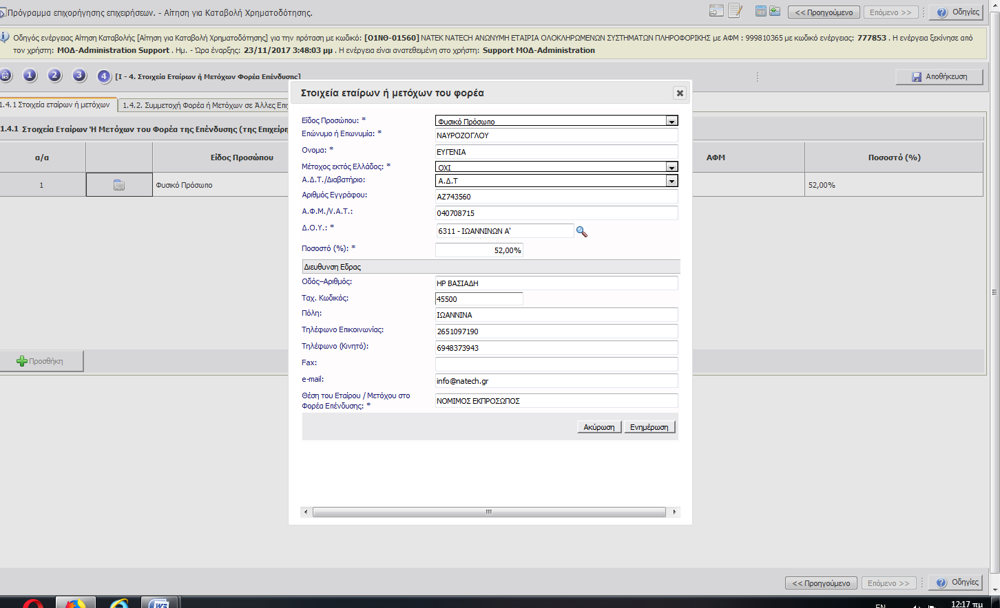 Πρόγραμμα επιχορήγησης επιχειρήσεων. - Αίτηση για Καταβολή Χρηματοδότησης.
<< Προηγούμενο
Επόμενο >>
Οδηγίες
Οδηγός ενέργειας Αίτηση Καταβολής [Αίτηση για Καταβολή Χρηματοδότησης] για την πρόταση με κωδικό: [Ο1ΝΘ-01560] NATEK NATECH ΑΝΩΝΥΜΗ ΕΤΑΙΡΙΑ ΟΛΟΚΛΗΡΩΜΕΝΩΝ ΣΥΣΤΗΜΑΤΩΝ ΠΛΗΡΟΦΟΡΙΚΗΣ με ΑΦΜ : 999810365 με κωδικό ενέργειας: 777853 . Η ενέργεια ξεκίνησε από
τον χρήστη: ΜΟΔ-Administration Support . Ημ. - Ώρα έναρξης: 23/11/2017 3:48:03 μμ . Η ενέργεια είναι ανατεθειμένη στο χρήστη: Support ΜΟΔ-Administration
1 2 3 4 [Ι - 4. Στοιχεία Εταίρων ή Μετόχων Φορέα Επένδυσης]
Αποθήκευση
1.4.1 Στοιχεία εταίρων ή μετόχων
1.4.2. Συμμετοχή Φορέα ή Μετόχων σε Άλλες Επι
1.4.1 Στοιχεία Εταίρων Ή Μετόχων του Φορέα της Επένδυσης (της Επιχείρη
α/α
Είδος Προσώπου
ΑΦΜ
Ποσοστό (%)
1
Φυσικό Πρόσωπο
52,00%
Προσθήκη
Στοιχεία εταίρων ή μετόχων του φορέα
Είδος Προσώπου: * Φυσικό Πρόσωπο
Επώνυμο ή Επωνυμία: * ΝΑΥΡΟΖΟΓΛΟΥ
Ονομα: * ΕΥΓΕΝΙΑ
Μέτοχος εκτός Ελλάδος: * ΟΧΙ
Α.Δ.Τ./Διαβατήριο: Α.Δ.Τ
Αριθμός Εγγράφου: ΑΖ743560
Α.Φ.Μ./V.A.T.: 040708715
Δ.Ο.Υ.: * 6311 - ΙΩΑΝΝΙΝΩΝ Α'
Ποσοστό (%): * 52,00%
Διευθυνση Εδρας
Οδός–Αριθμός: ΗΡ ΒΑΣΙΑΔΗ
Ταχ. Κωδικός: 45500
Πόλη: ΙΩΑΝΝΙΝΑ
Τηλέφωνο Επικοινωνίας: 2651097190
Τηλέφωνο (Κινητό): 6948373943
Fax:
e-mail: info@natech.gr
Θέση του Εταίρου / Μετόχου στο
Φορέα Επένδυσης: * ΝΟΜΙΜΟΣ ΕΚΠΡΟΣΩΠΟΣ
Ακύρωση
Ενημέρωση
<< Προηγούμενο
Επόμενο >>
Οδηγίες
EN
12:17 πμ